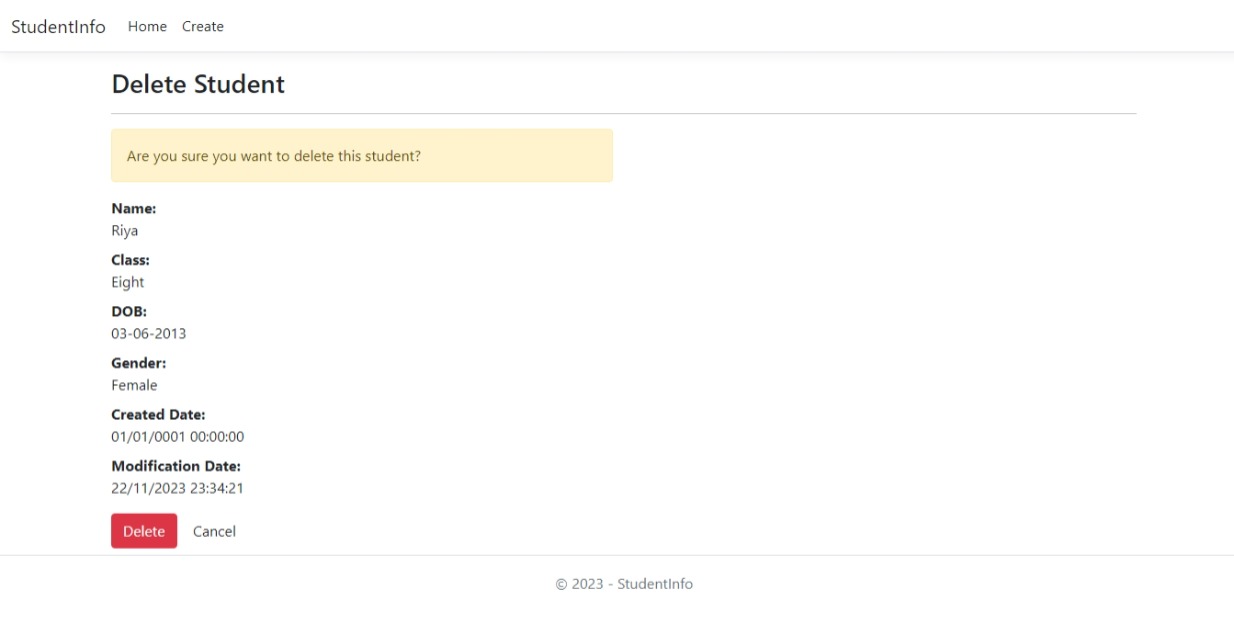 StudentInfo Home Create
Delete Student
Are you sure you want to delete this student?
Name:
Riya
Class:
Eight
DOB:
03-06-2013
Gender:
Female
Created Date:
01/01/0001 00:00:00
Modification Date:
22/11/2023 23:34:21
Delete Cancel
© 2023 - StudentInfo